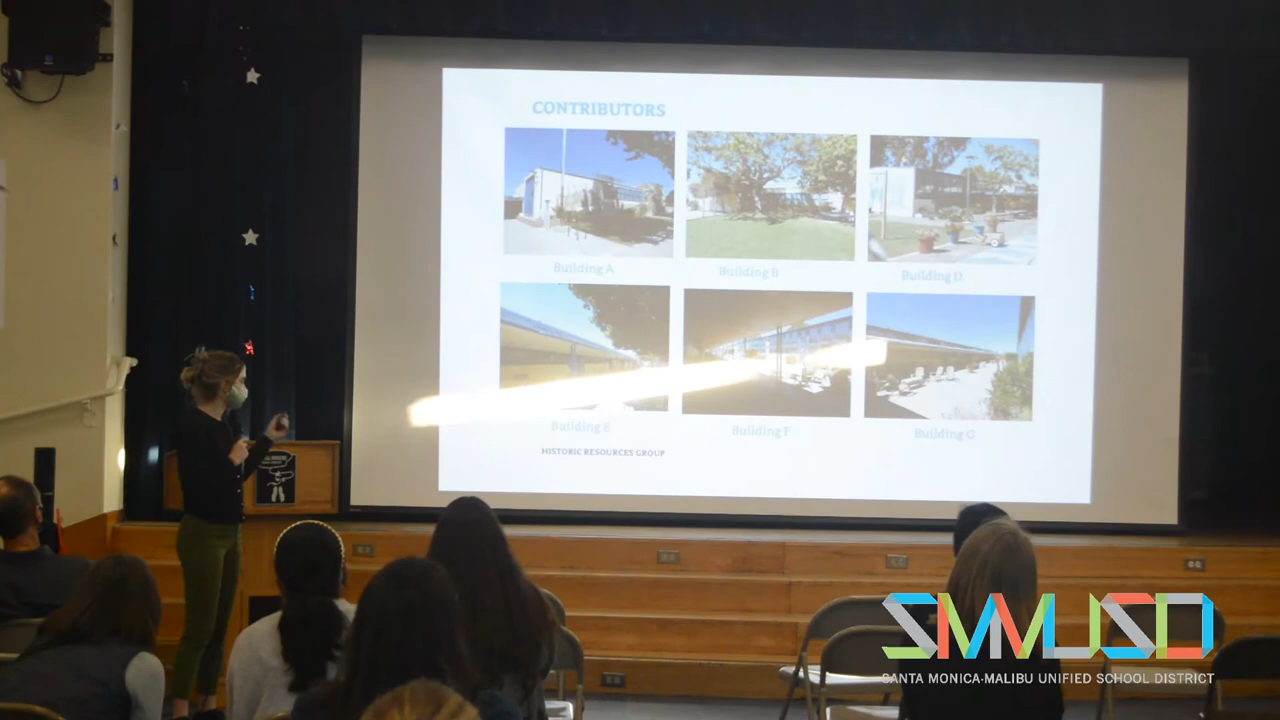 CONTRIBUTORS
Building A
Building B
Building D
Building E
Building F
Building G
HISTORIC RESOURCES GROUP
SMMUSD
SANTA MONICA-MALIBU UNIFIED SCHOOL DISTRICT